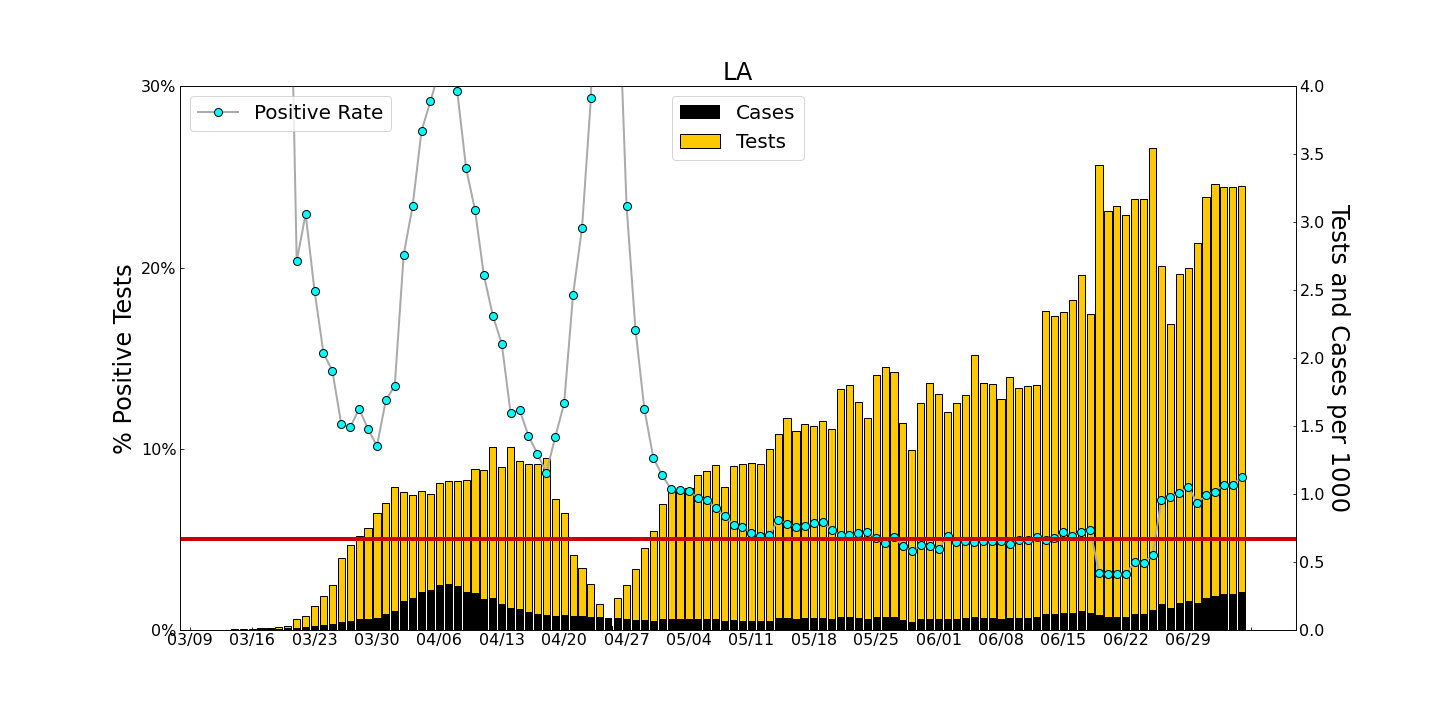 LA
Positive Rate
Cases
Tests
% Positive Tests
30%
20%
10%
0%
Tests and Cases per 1000
4.0
3.5
3.0
2.5
2.0
1.5
1.0
0.5
0.0
03/09 03/16 03/23 03/30 04/06 04/13 04/20 04/27 05/04 05/11 05/18 05/25 06/01 06/08 06/15 06/22 06/29